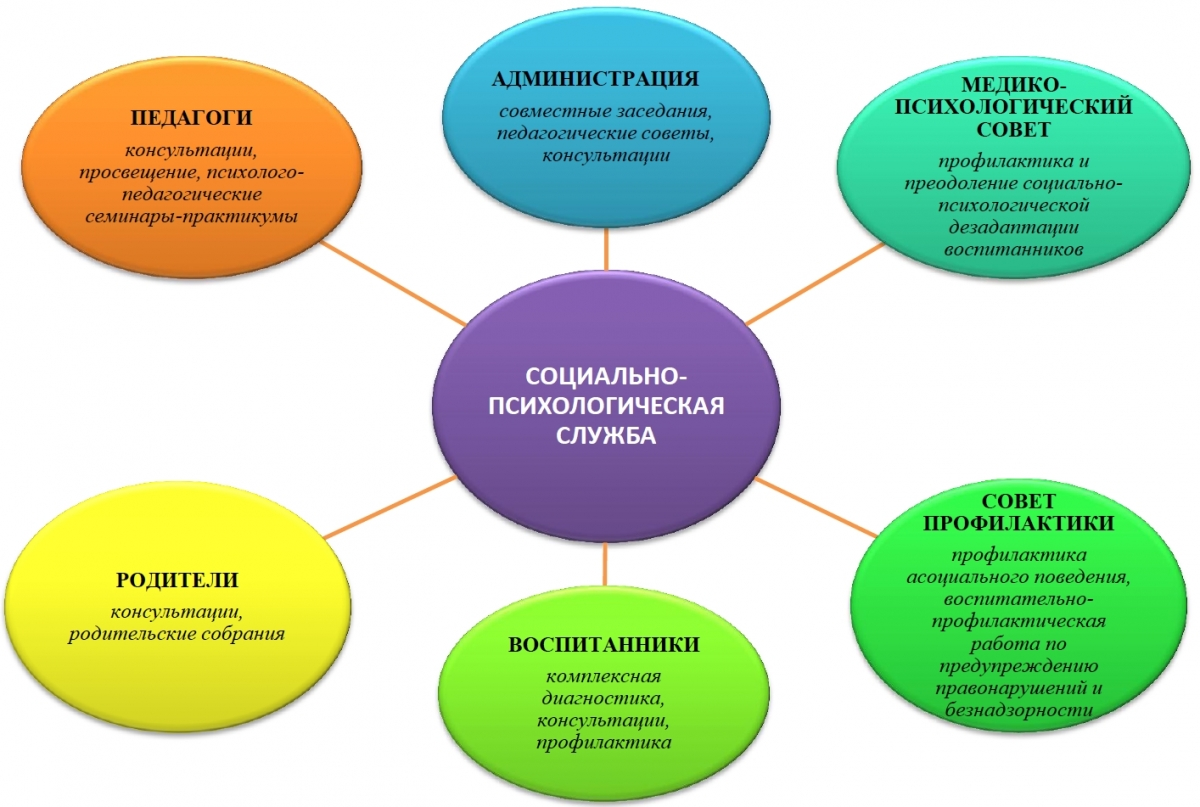 ПЕДАГОГИ
консультации,
просвещение, психолого-
педагогические
семинары-практикумы
АДМИНИСТРАЦИЯ
совместные заседания,
педагогические советы,
консультации
МЕДИКО-
ПСИХОЛОГИЧЕСКИЙ
СОВЕТ
профилактика и
преодоление социально-
психологической
дезадаптации
воспитанников
СОЦИАЛЬНО-
ПСИХОЛОГИЧЕСКАЯ
СЛУЖБА
РОДИТЕЛИ
консультации,
родительские собрания
ВОСПИТАННИКИ
комплексная
диагностика,
консультации,
профилактика
СОВЕТ
ПРОФИЛАКТИКИ
профилактика
асоциального поведения,
воспитательно-
профилактическая
работа по
предупреждению
правонарушений и
безнадзорности